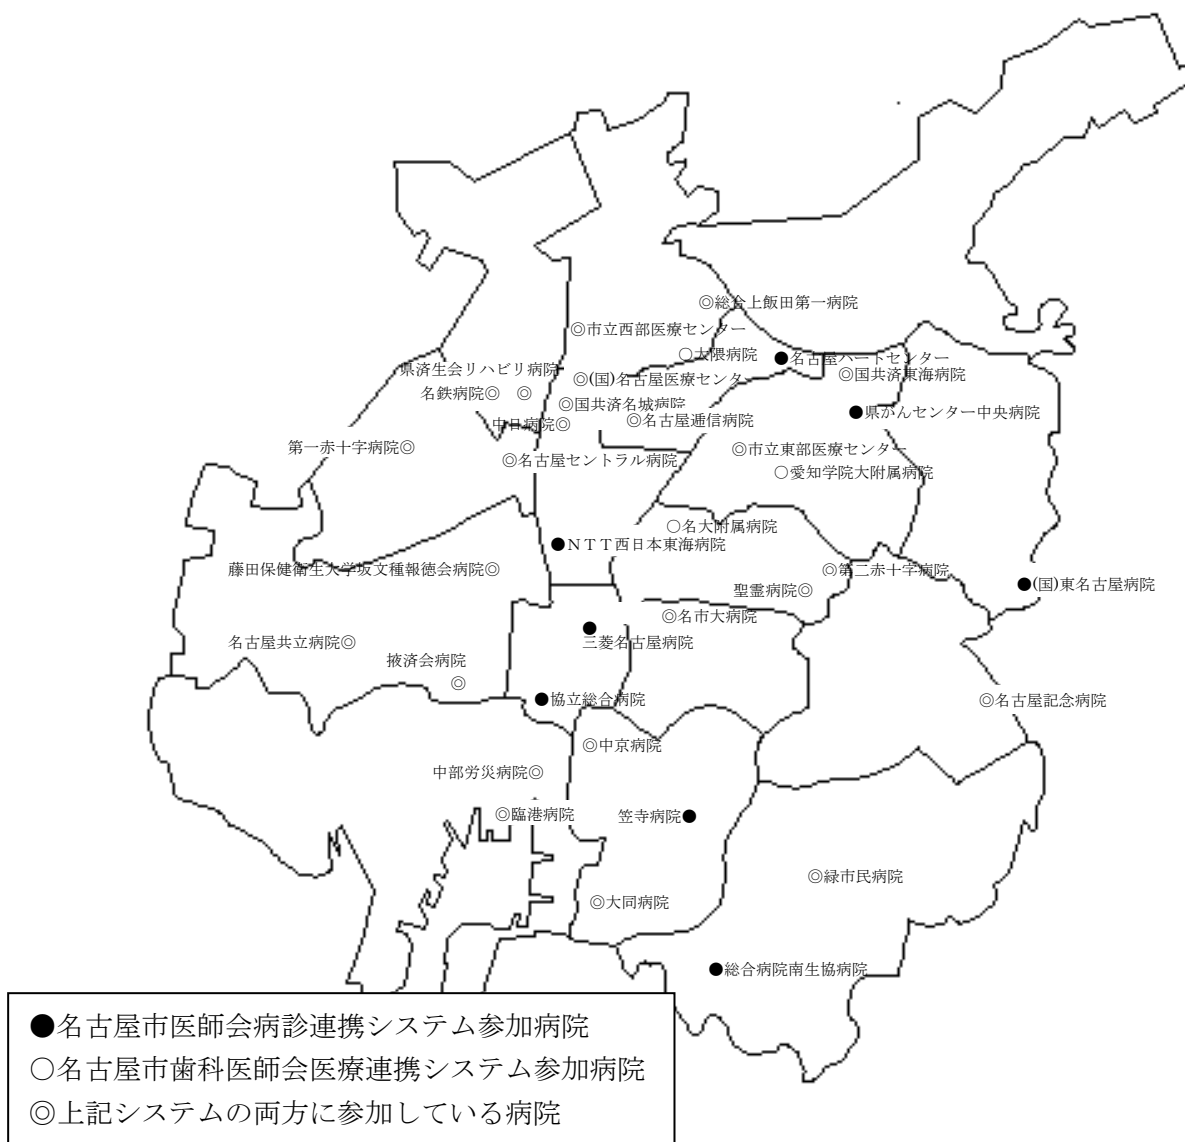 ◎総合上飯田第一病院
◎市立西部医療センター
○大隈病院
●名古屋ハートセンター
県済生会リハビリ病院
◎
◎(国)名古屋医療センタ
◎国共済東海病院
名鉄病院◎
◎国共済名城病院
●県がんセンター中央病院
中日病院◎
◎名古屋逓信病院
第一赤十字病院◎
◎市立東部医療センター
◎名古屋セントラル病院
○愛知学院大附属病院
○名大附属病院
●NTT西日本東海病院
藤田保健衛生大学坂文種報徳会病院◎
◎第二赤十字病院
聖霊病院◎
●(国)東名古屋病院
◎名市大病院
●
三菱名古屋病院
名古屋共立病院◎
掖済会病院
◎
●協立総合病院
◎名古屋記念病院
◎中京病院
中部労災病院◎
◎臨港病院
笠寺病院●
◎緑市民病院
◎大同病院
●総合病院南生協病院
●名古屋市医師会病診連携システム参加病院
○名古屋市歯科医師会医療連携システム参加病院
◎上記システムの両方に参加している病院